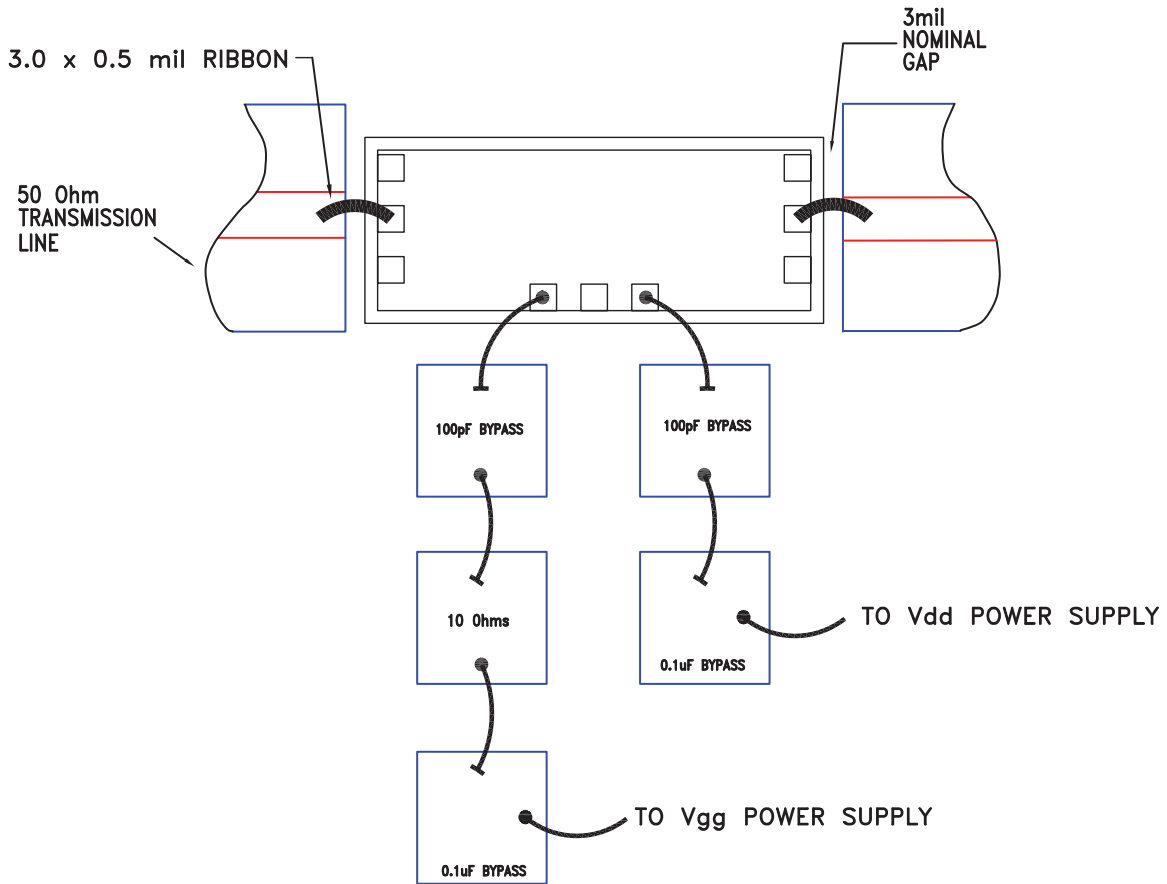 3mil
NOMINAL
GAP
3.0 x 0.5 mil RIBBON
50 Ohm
TRANSMISSION
LINE
100pF BYPASS
100pF BYPASS
10 Ohms
TO Vdd POWER SUPPLY
0.1uF BYPASS
TO Vgg POWER SUPPLY
0.1uF BYPASS